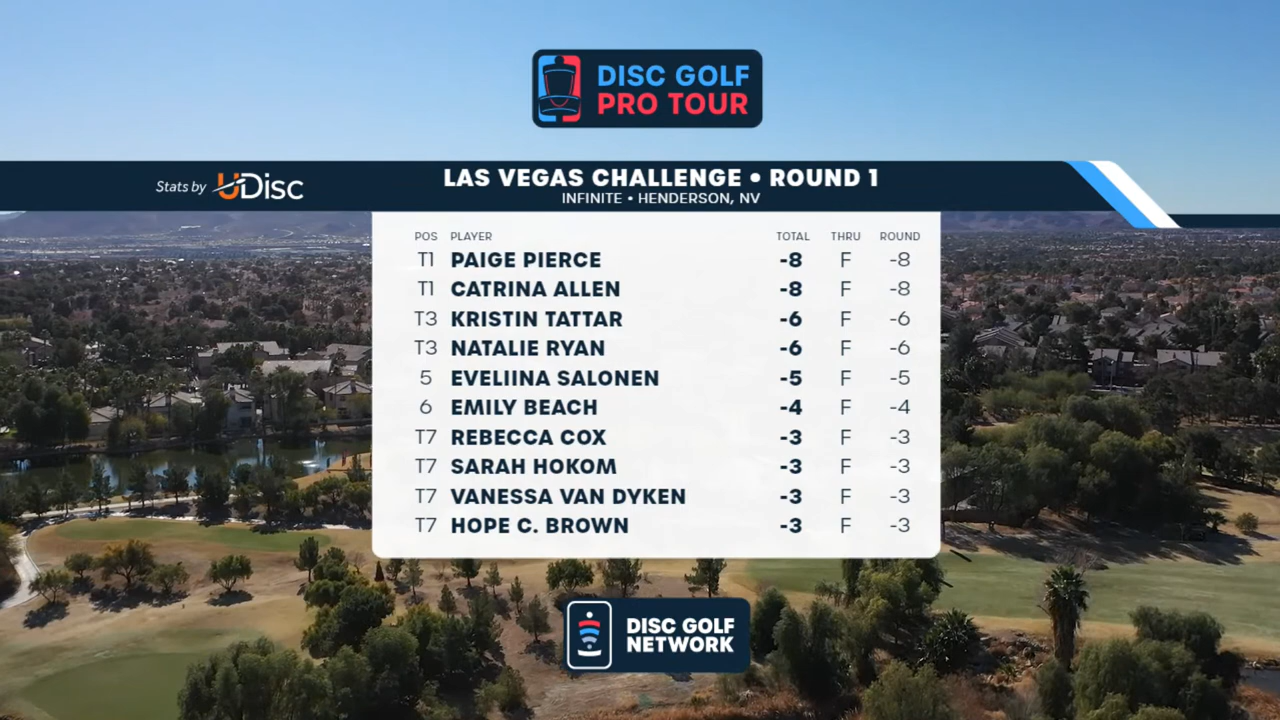 DISC GOLF
PRO TOUR
Stats by UDisc
LAS VEGAS CHALLENGE • ROUND 1
INFINITE • HENDERSON, NV
POS PLAYER TOTAL THRU ROUND
T1 PAIGE PIERCE -8 F -8
T1 CATRINA ALLEN -8 F -8
T3 KRISTIN TATTAR -6 F -6
T3 NATALIE RYAN -6 F -6
5 EVELIINA SALONEN -5 F -5
6 EMILY BEACH -4 F -4
T7 REBECCA COX -3 F -3
T7 SARAH HOKOM -3 F -3
T7 VANESSA VAN DYKEN -3 F -3
T7 HOPE C. BROWN -3 F -3
DISC GOLF
NETWORK